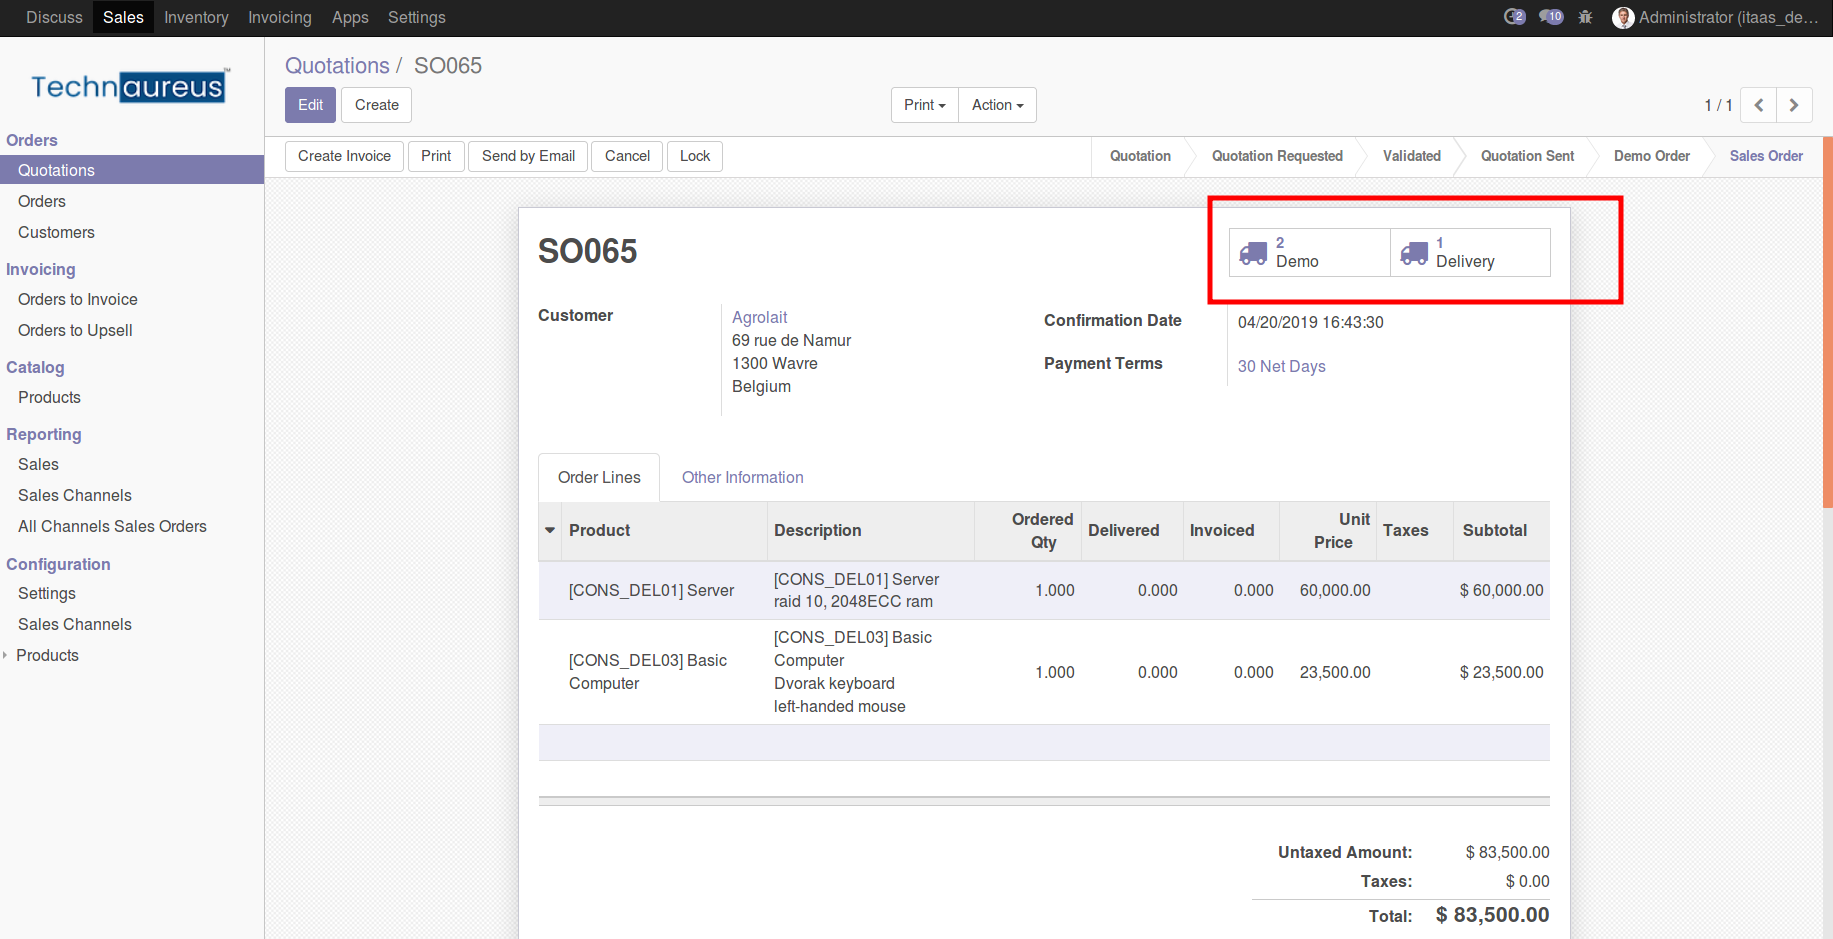 Discuss Sales Inventory Invoicing Apps Settings 2 10 Administrator (itaas_de...
Technaureus™
Quotations / SO065
Edit Create Print Action 1 / 1
Create Invoice Print Send by Email Cancel Lock Quotation Quotation Requested Validated Quotation Sent Demo Order Sales Order
Orders
Quotations
Orders
Customers
Invoicing
Orders to Invoice
Orders to Upsell
Catalog
Products
Reporting
Sales
Sales Channels
All Channels Sales Orders
Configuration
Settings
Sales Channels
Products
2
Demo
1
Delivery
SO065
Customer
Agrolait
69 rue de Namur
1300 Wavre
Belgium
Confirmation Date 04/20/2019 16:43:30
Payment Terms 30 Net Days
Order Lines Other Information
Product Description Ordered Qty Delivered Invoiced Unit Price Taxes Subtotal
[CONS_DEL01] Server
[CONS_DEL01] Server
raid 10, 2048ECC ram
1.000 0.000 0.000 60,000.00 $ 60,000.00
[CONS_DEL03] Basic
Computer
[CONS_DEL03] Basic
Computer
Dvorak keyboard
left-handed mouse
1.000 0.000 0.000 23,500.00 $ 23,500.00
Untaxed Amount: $ 83,500.00
Taxes: $ 0.00
Total: $ 83,500.00